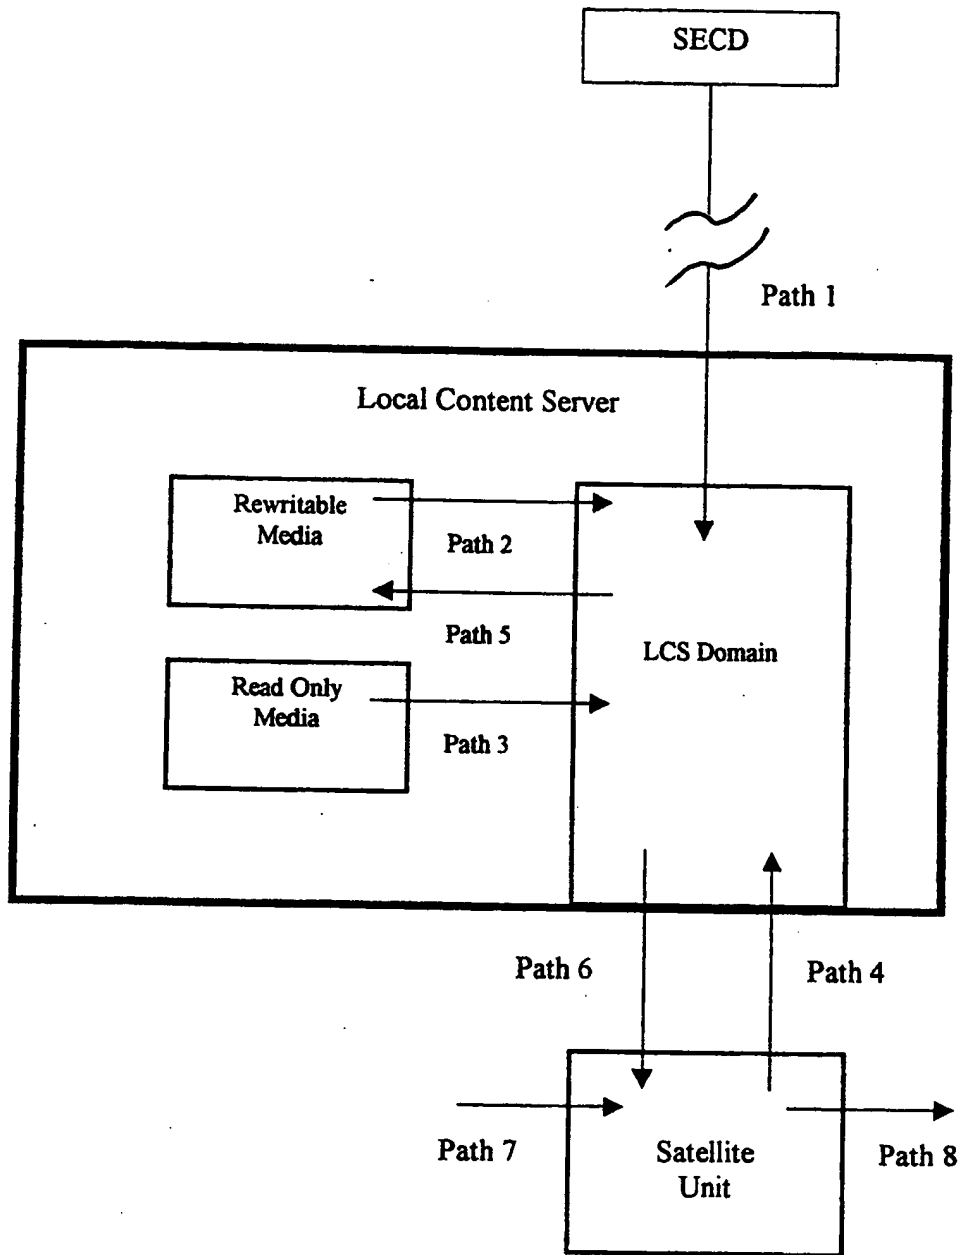 SECD
Path 1
Local Content Server
Rewritable
Media
Path 2
Path 5
LCS Domain
Read Only
Media
Path 3
Path 6
Path 4
Path 7
Satellite
Unit
Path 8